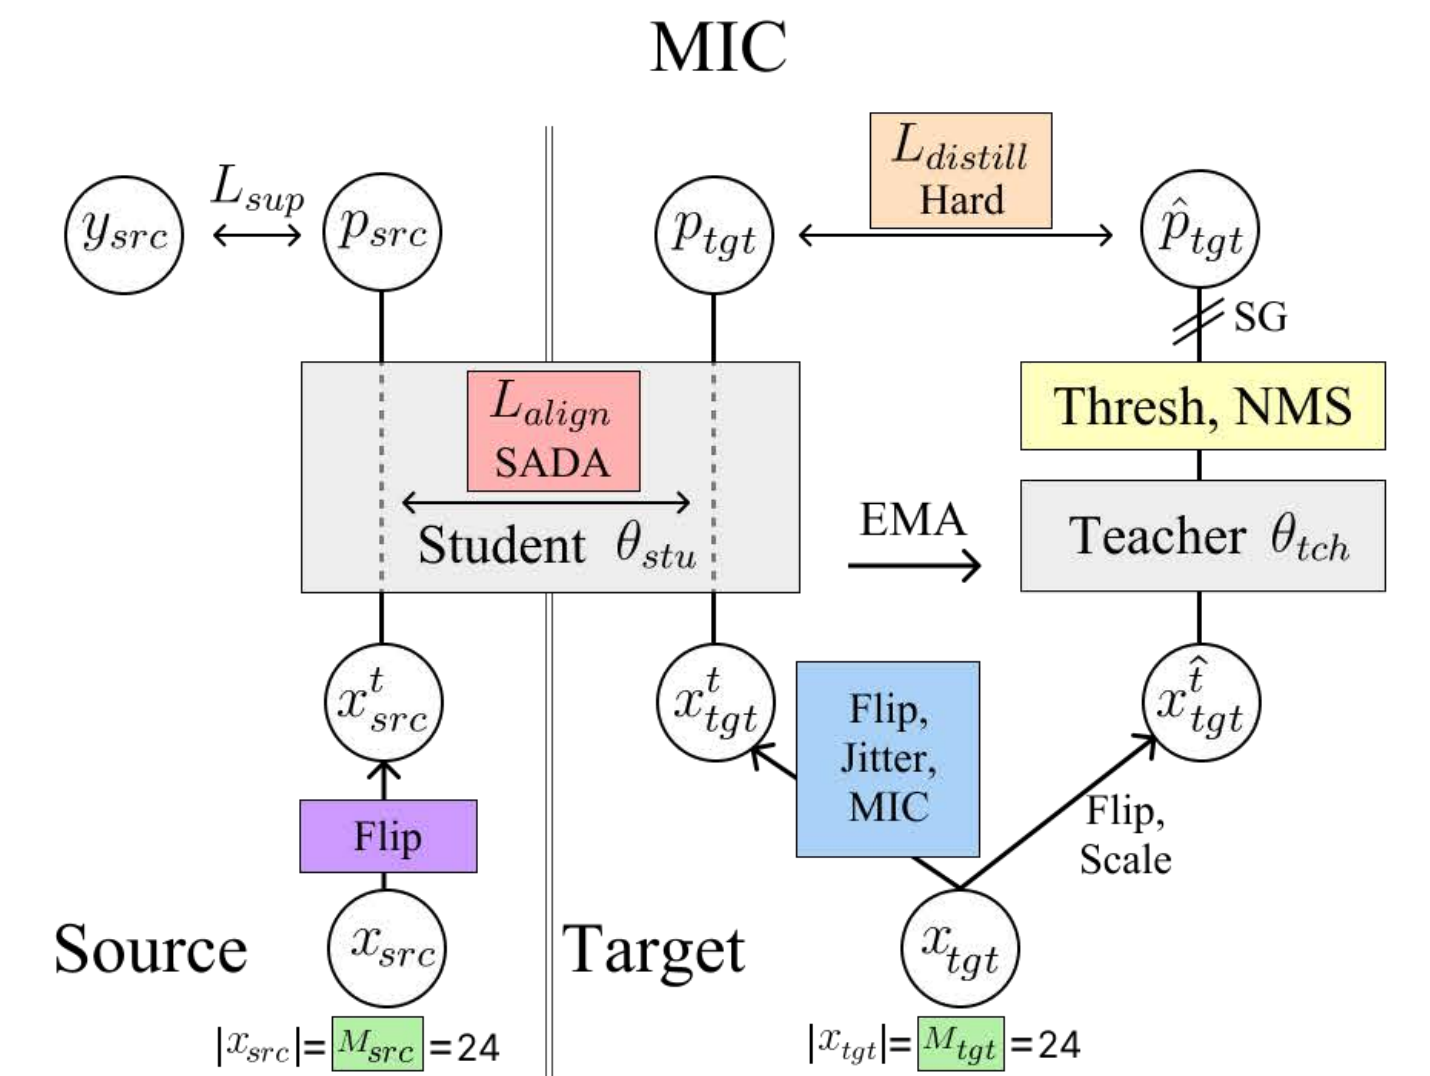 MIC
L_distill
Hard
y_src
L_sup
p_src
p_tgt
p̂_tgt
SG
L_align
SADA
Thresh, NMS
Student θ_stu
EMA
Teacher θ_tch
x^t_src
x^t_tgt
x^t̂_tgt
Flip,
Jitter,
MIC
Flip,
Scale
Flip
Source
x_src
Target
x_tgt
|x_src|= M_src =24
|x_tgt|= M_tgt =24